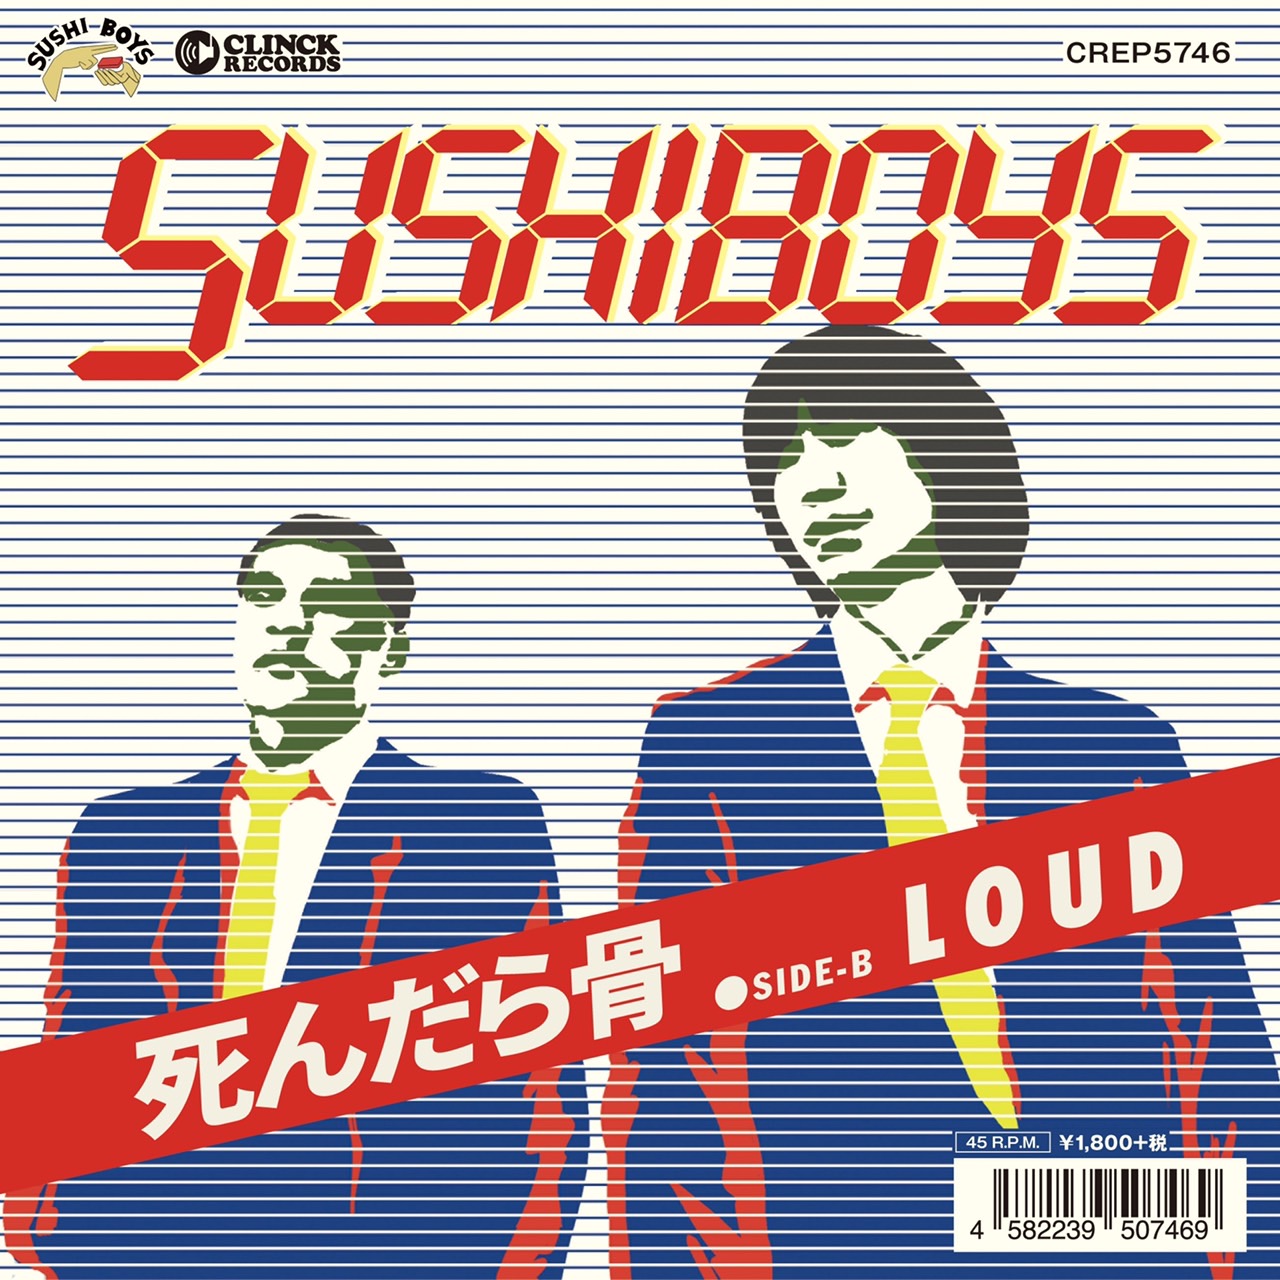 SUSHI BOYS
CLINCK
RECORDS
CREP5746
SUSHIBOYS
死んだら骨 ●SIDE-B LOUD
45 R.P.M. ¥1,800+税
4 582239 507469